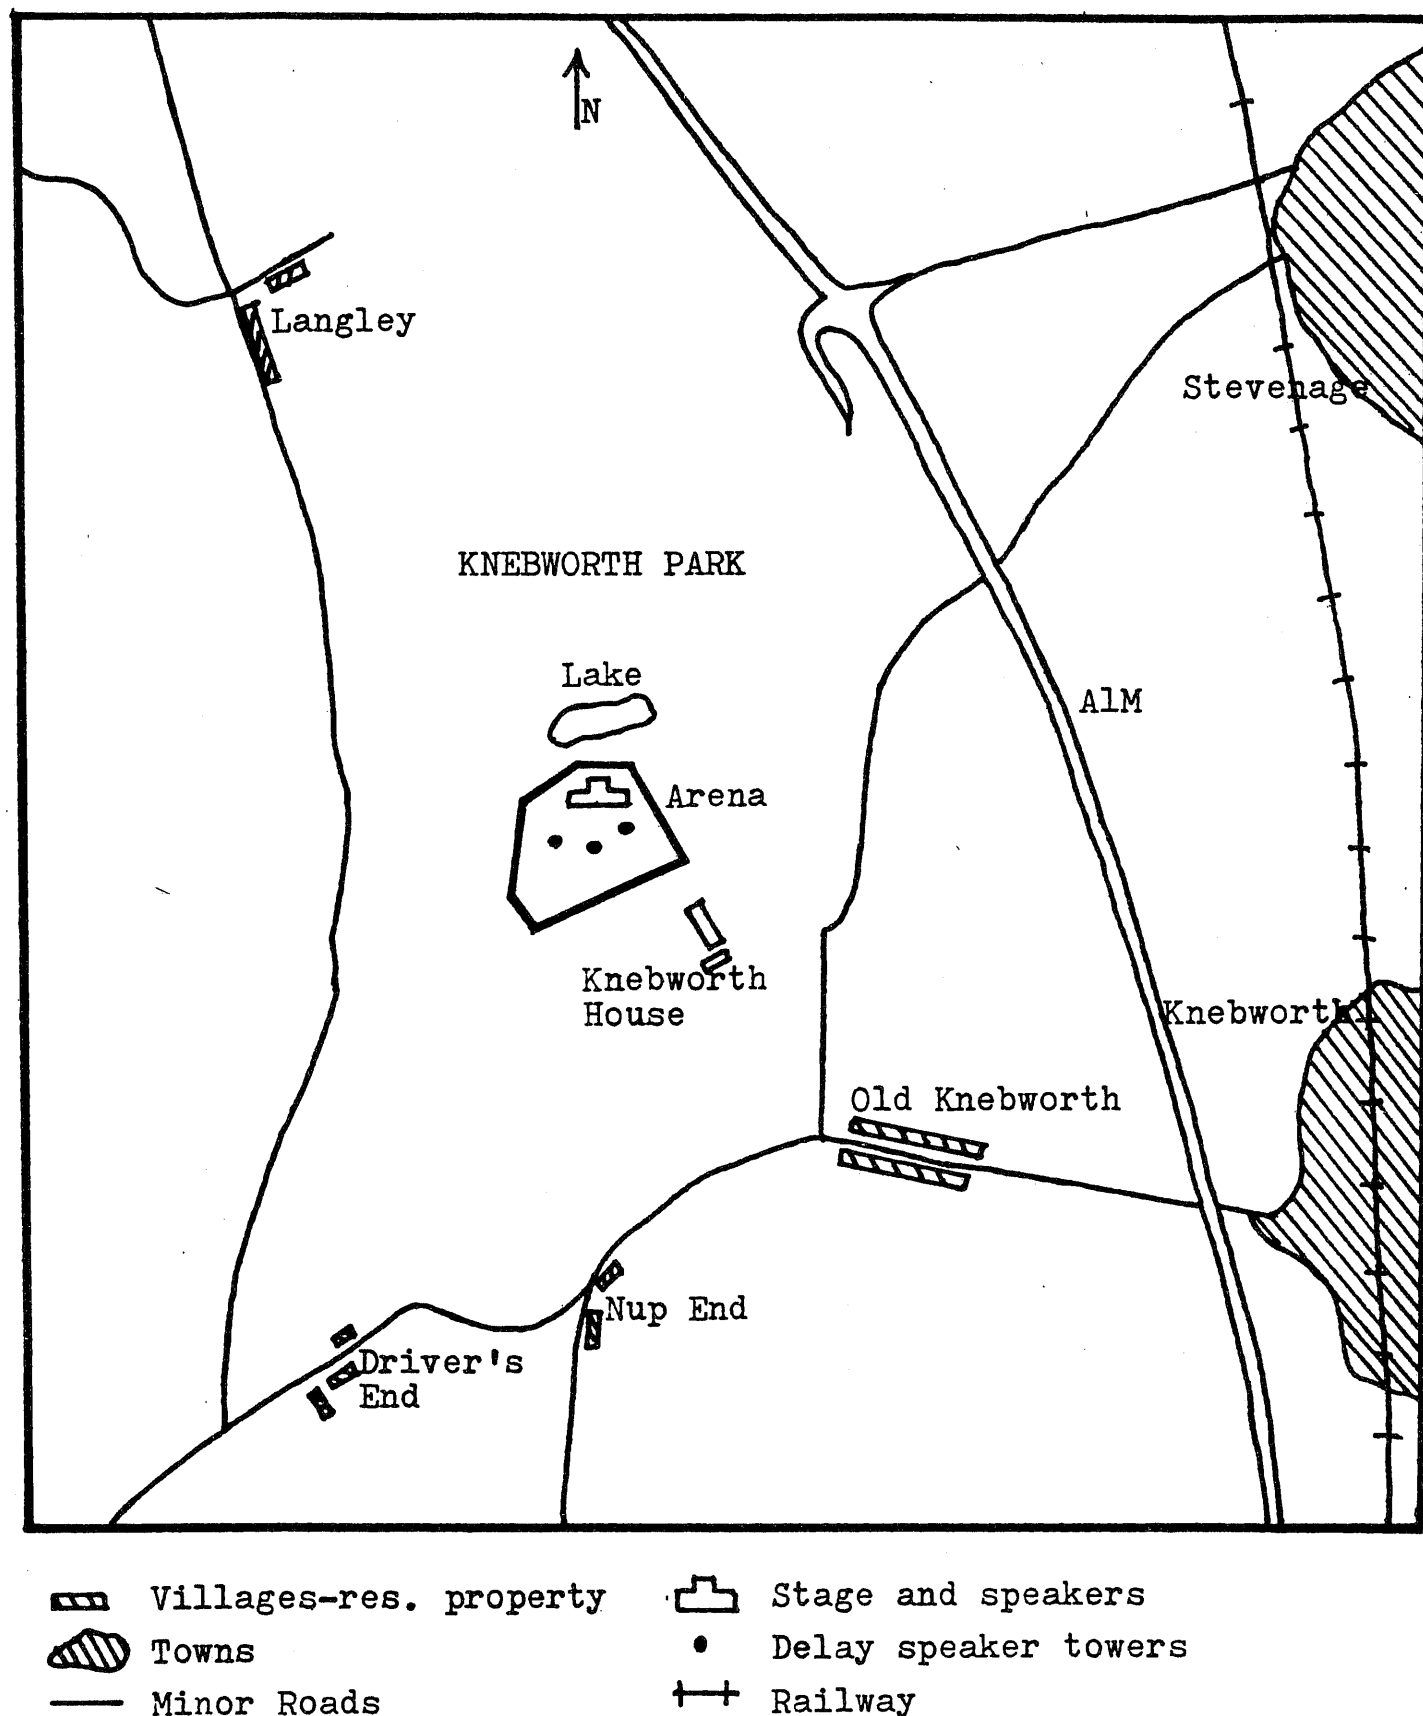 N
Langley
Stevenage
KNEBWORTH PARK
Lake
A1M
Arena
Knebworth
House
Knebworth
Old Knebworth
Nup End
Driver's
End
Villages-res. property
Towns
Minor Roads
Stage and speakers
Delay speaker towers
Railway